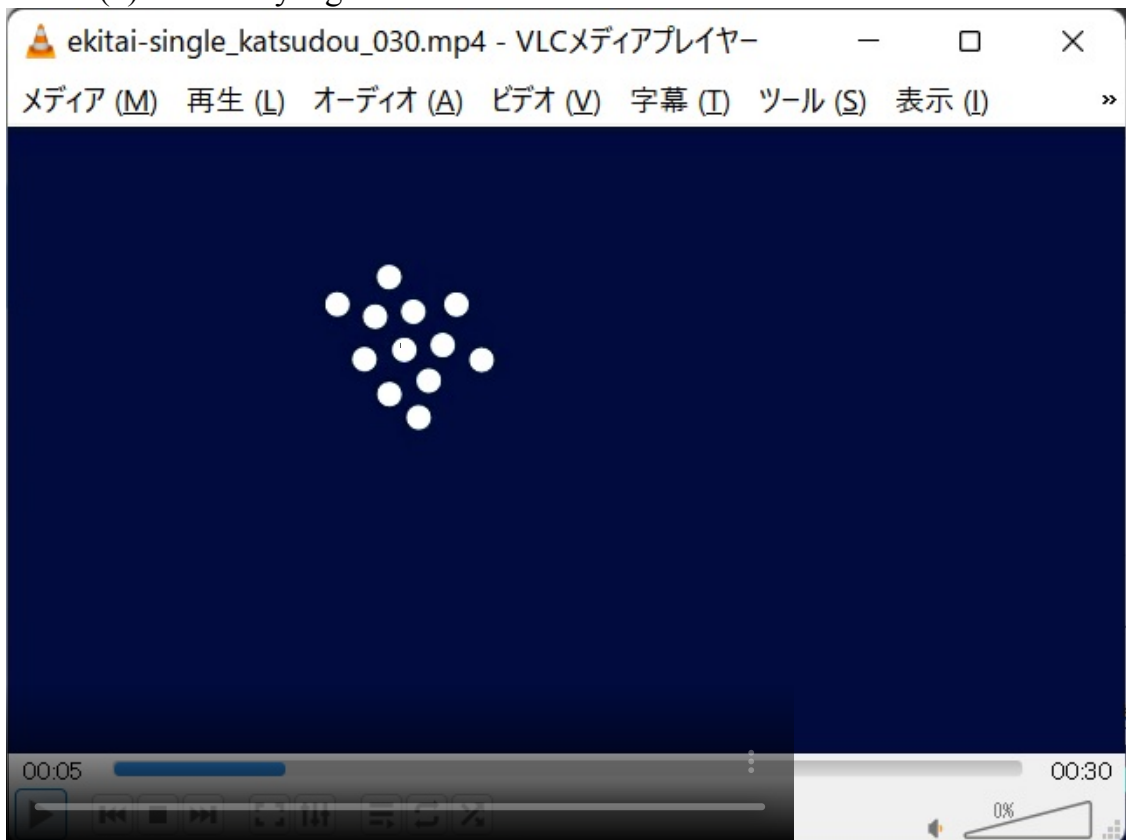 ekitai-single_katsudou_030.mp4 - VLCメディアプレイヤー
メディア (M) 再生 (L) オーディオ (A) ビデオ (V) 字幕 (T) ツール (S) 表示 (I) »
00:05 00:30
0%